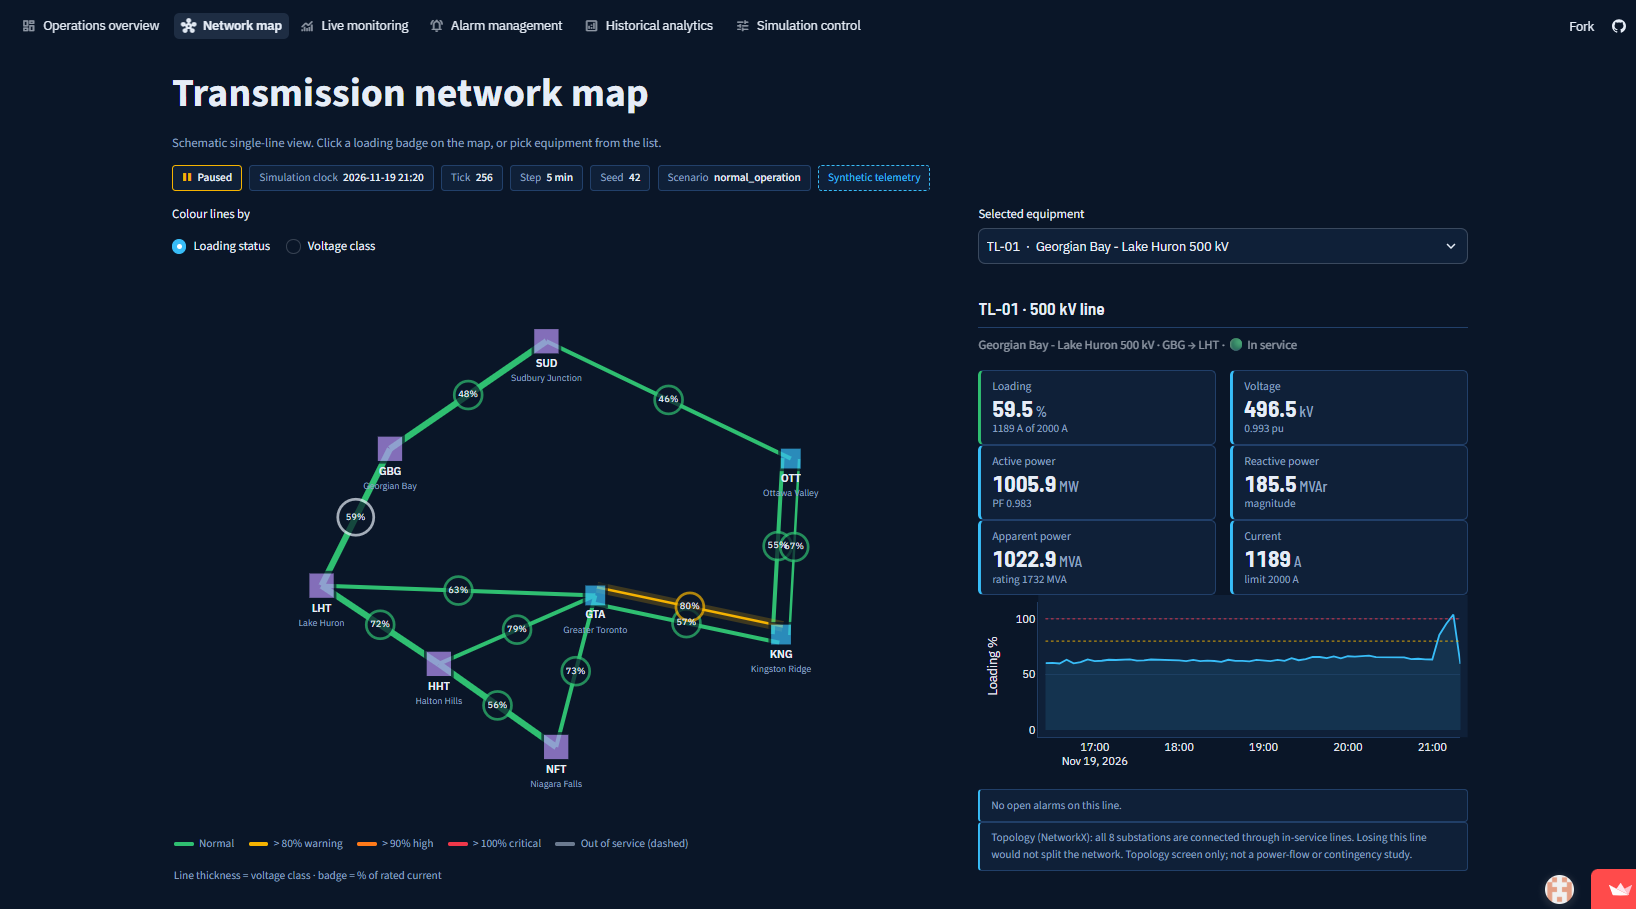 Operations overview
Network map
Live monitoring
Alarm management
Historical analytics
Simulation control
Fork
Transmission network map
Schematic single-line view. Click a loading badge on the map, or pick equipment from the list.
Paused
Simulation clock 2026-11-19 21:20
Tick 256
Step 5 min
Seed 42
Scenario normal_operation
Synthetic telemetry
Colour lines by
Loading status
Voltage class
SUD
Sudbury Junction
48%
46%
GBG
Georgian Bay
OTT
Ottawa Valley
59%
55%
67%
LHT
Lake Huron
63%
72%
GTA
Greater Toronto
80%
57%
79%
KNG
Kingston Ridge
HHT
Halton Hills
73%
56%
NFT
Niagara Falls
Normal
> 80% warning
> 90% high
> 100% critical
Out of service (dashed)
Line thickness = voltage class · badge = % of rated current
Selected equipment
TL-01 · Georgian Bay - Lake Huron 500 kV
TL-01 · 500 kV line
Georgian Bay - Lake Huron 500 kV · GBG → LHT · In service
Loading
59.5 %
1189 A of 2000 A
Voltage
496.5 kV
0.993 pu
Active power
1005.9 MW
PF 0.983
Reactive power
185.5 MVAr
magnitude
Apparent power
1022.9 MVA
rating 1732 MVA
Current
1189 A
limit 2000 A
Loading %
100
50
0
17:00
18:00
19:00
20:00
21:00
Nov 19, 2026
No open alarms on this line.
Topology (NetworkX): all 8 substations are connected through in-service lines. Losing this line
would not split the network. Topology screen only; not a power-flow or contingency study.